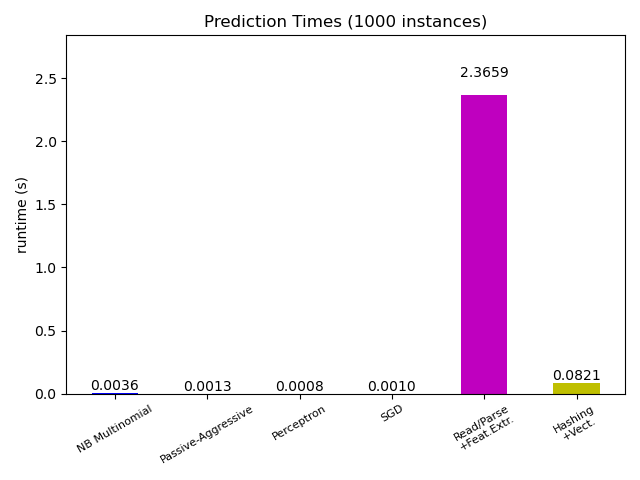 Prediction Times (1000 instances)
runtime (s)
2.5
2.0
1.5
1.0
0.5
0.0
0.0036
0.0013
0.0008
0.0010
2.3659
0.0821
NB Multinomial
Passive-Aggressive
Perceptron
SGD
Read/Parse
+Feat.Extr.
Hashing
+Vect.